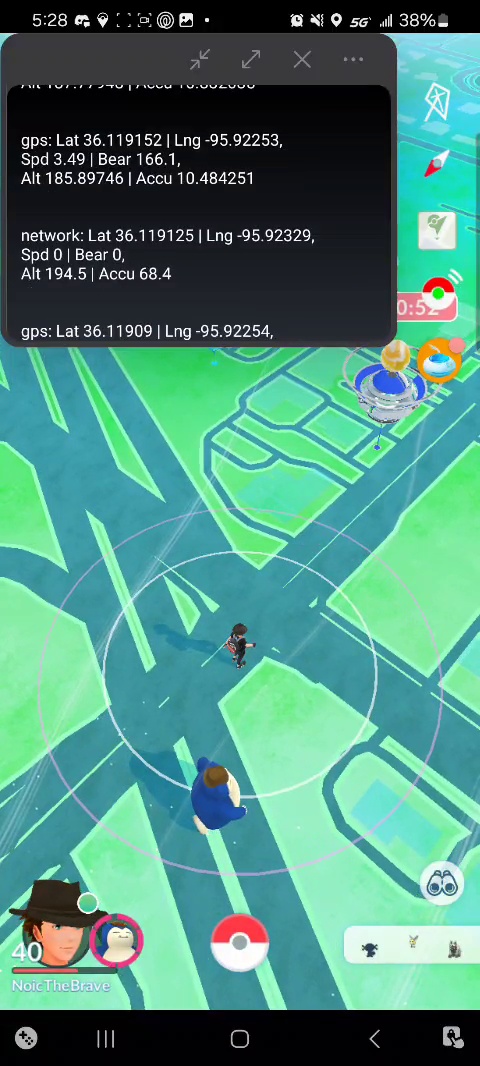 5:28
5G
38%
gps: Lat 36.119152 | Lng -95.92253,
Spd 3.49 | Bear 166.1,
Alt 185.89746 | Accu 10.484251
network: Lat 36.119125 | Lng -95.92329,
Spd 0 | Bear 0,
Alt 194.5 | Accu 68.4
gps: Lat 36.11909 | Lng -95.92254,
0:52
40
NoicTheBrave